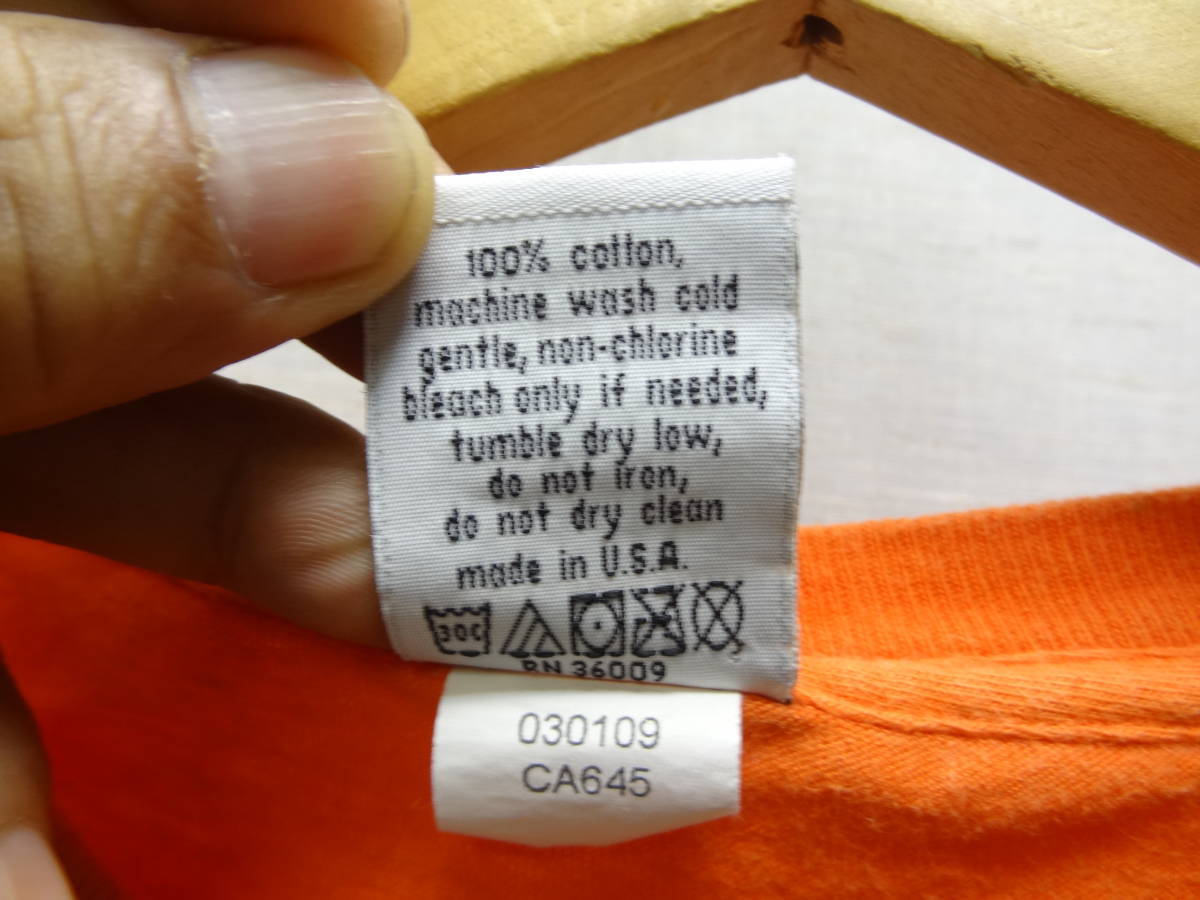 100% cotton,
machine wash cold
gentle, non-chlorine
bleach only if needed,
tumble dry low,
do not iron,
do not dry clean
made in U.S.A.
30C
RN 36009
030109
CA645